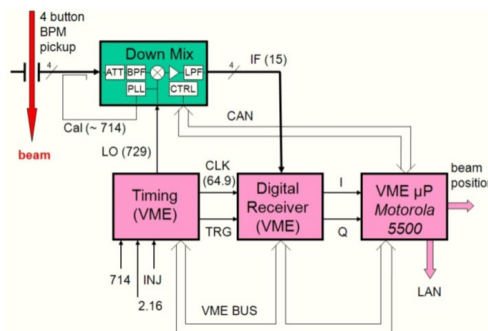 4 button
BPM
pickup
4
Down Mix
ATT BPF LPF
PLL CTRL
4
IF (15)
Cal (~ 714)
CAN
beam
LO (729)
CLK
(64.9)
TRG
Timing
(VME)
Digital
Receiver
(VME)
I
Q
VME µP
Motorola
5500
beam
position
LAN
714 INJ
2.16
VME BUS